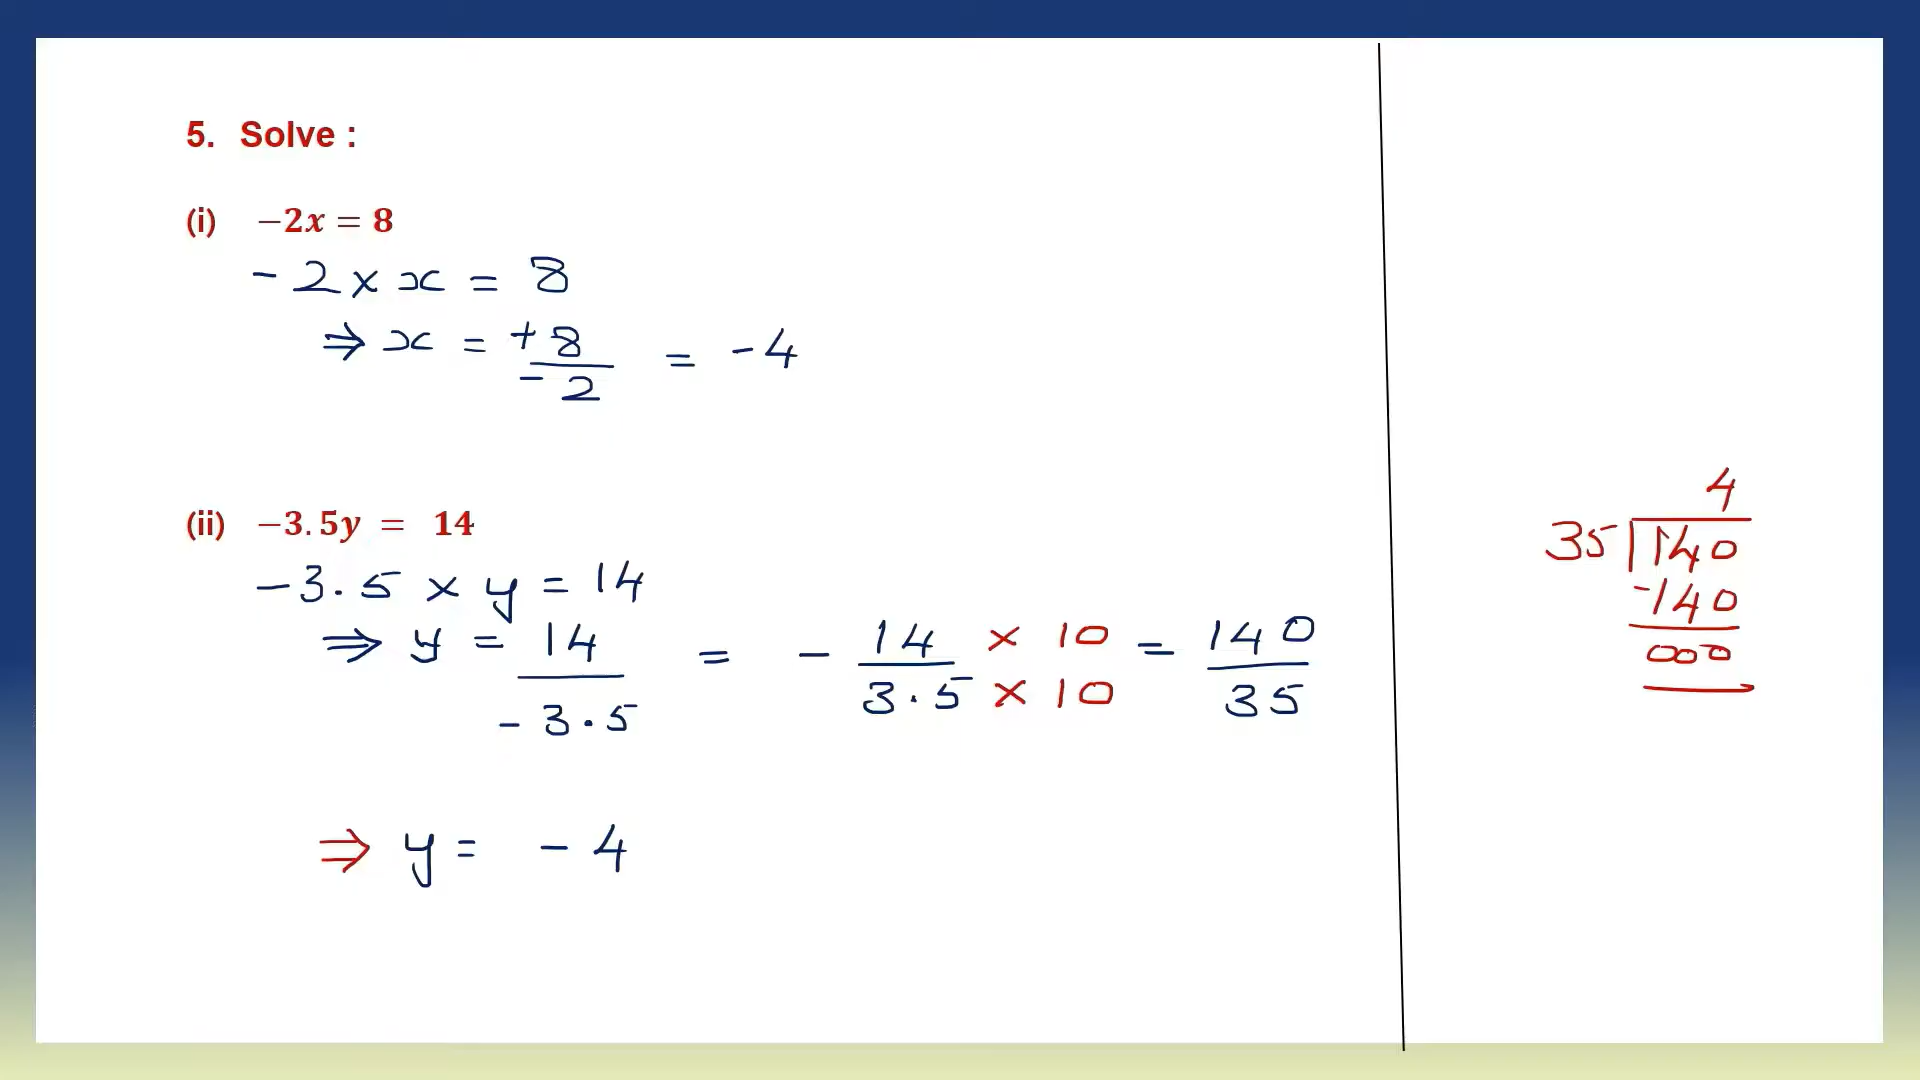 5. Solve :
(i) −2x = 8
- 2 × x = 8
⇒ x = +8/-2 = -4
(ii) −3.5y = 14
-3.5 × y = 14
⇒ y = 14/-3.5 = - 14 × 10/3.5 × 10 = 140/35
⇒ y = - 4
4
35 140
-140
000